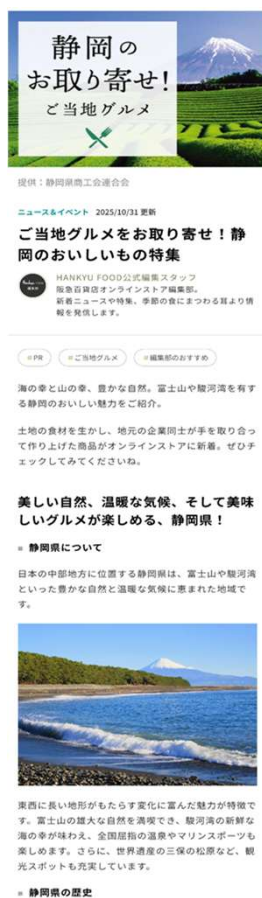 静岡の
お取り寄せ!
ご当地グルメ
提供:静岡県商工会連合会
ニュース&イベント 2025/10/31 更新
ご当地グルメをお取り寄せ!静
岡のおいしいもの特集
HANKYU FOOD公式編集スタッフ
阪急百貨店オンラインストア編集部。
新着ニュースや特集、季節の食にまつわる耳より情
報を発信します。
#PR #ご当地グルメ #編集部のおすすめ
海の幸と山の幸、豊かな自然。富士山や駿河湾を有す
る静岡のおいしい魅力をご紹介。
土地の食材を生かし、地元の企業同士が手を取り合っ
て作り上げた商品がオンラインストアに新着。ぜひチ
ェックしてみてくださいね。
美しい自然、温暖な気候、そして美味
しいグルメが楽しめる、静岡県!
静岡県について
日本の中部地方に位置する静岡県は、富士山や駿河湾
といった豊かな自然と温暖な気候に恵まれた地域で
す。
東西に長い地形がもたらす変化に富んだ魅力が特徴で
す。富士山の雄大な自然を満喫でき、駿河湾の新鮮な
海の幸が味わえ、全国屈指の温泉やマリンスポーツも
楽しめます。さらに、世界遺産の三保の松原など、観
光スポットも充実しています。
静岡県の歴史